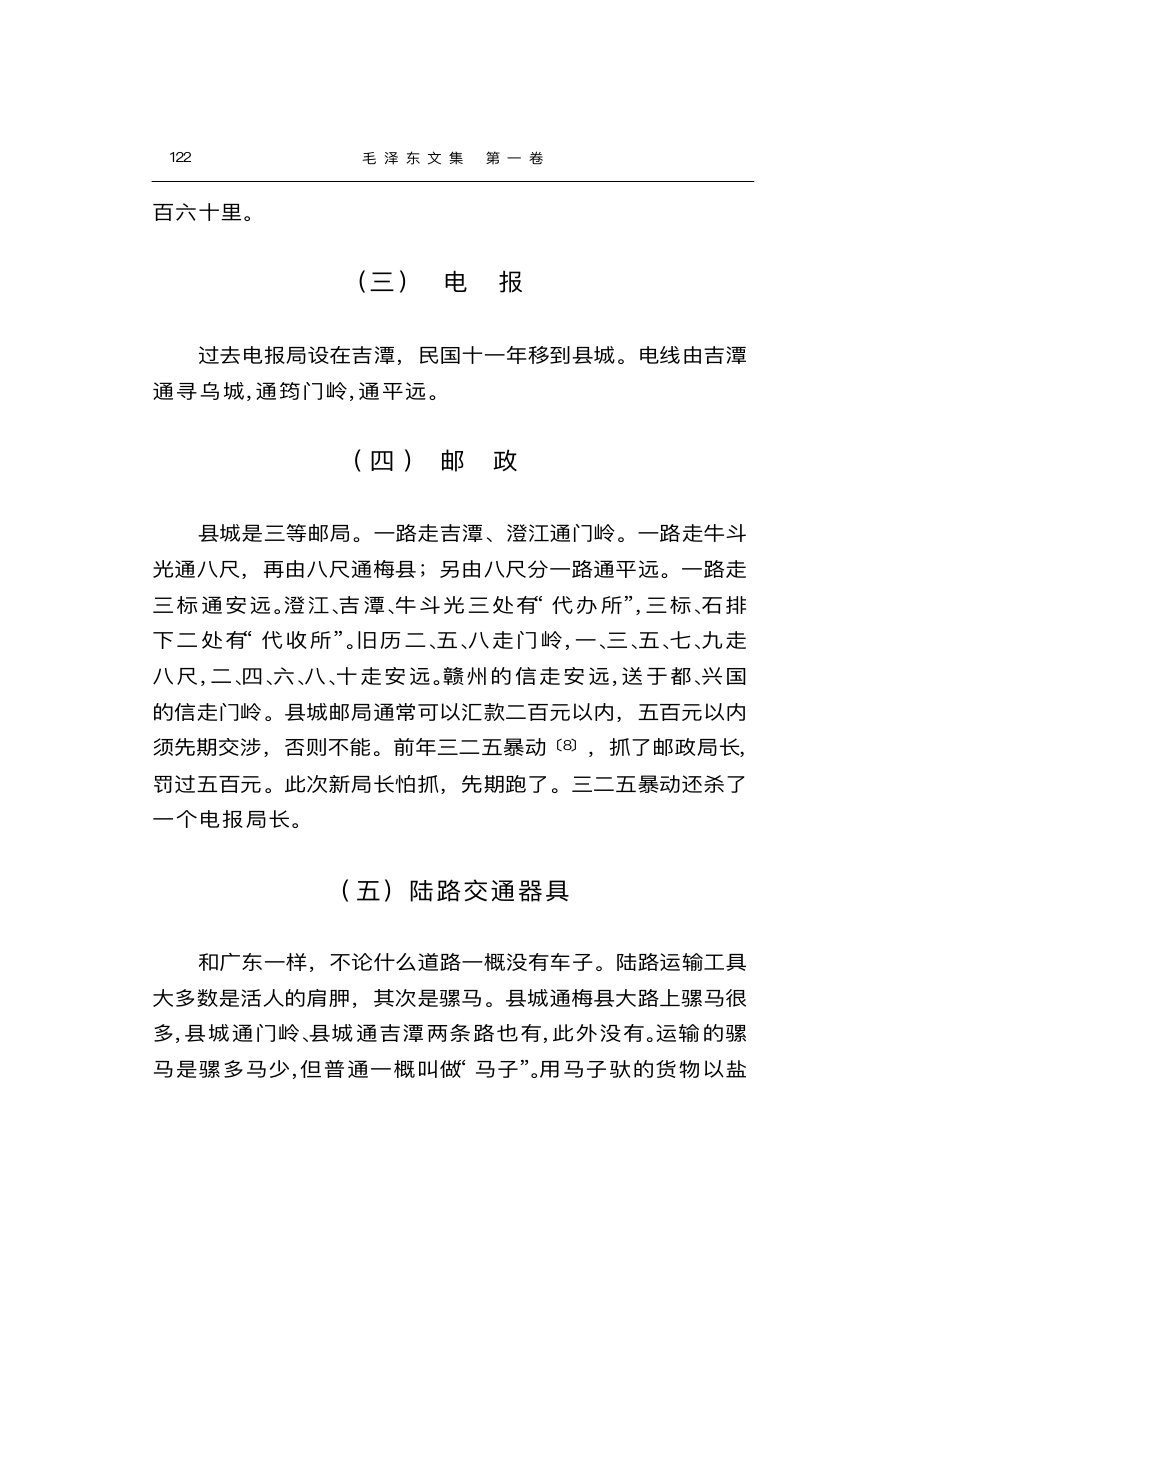 122 毛泽东文集 第一卷
百六十里。
（三） 电 报
过去电报局设在吉潭，民国十一年移到县城。电线由吉潭
通寻乌城,通筠门岭,通平远。
（四） 邮 政
县城是三等邮局。一路走吉潭、澄江通门岭。一路走牛斗
光通八尺，再由八尺通梅县；另由八尺分一路通平远。一路走
三标通安远。澄江、吉潭、牛斗光三处有“代办所”,三标、石排
下二处有“代收所”。旧历二、五、八走门岭,一、三、五、七、九走
八尺,二、四、六、八、十走安远。赣州的信走安远,送于都、兴国
的信走门岭。县城邮局通常可以汇款二百元以内，五百元以内
须先期交涉，否则不能。前年三二五暴动〔8〕，抓了邮政局长,
罚过五百元。此次新局长怕抓，先期跑了。三二五暴动还杀了
一个电报局长。
（五）陆路交通器具
和广东一样，不论什么道路一概没有车子。陆路运输工具
大多数是活人的肩胛，其次是骡马。县城通梅县大路上骡马很
多,县城通门岭、县城通吉潭两条路也有,此外没有。运输的骡
马是骡多马少,但普通一概叫做“马子”。用马子驮的货物以盐